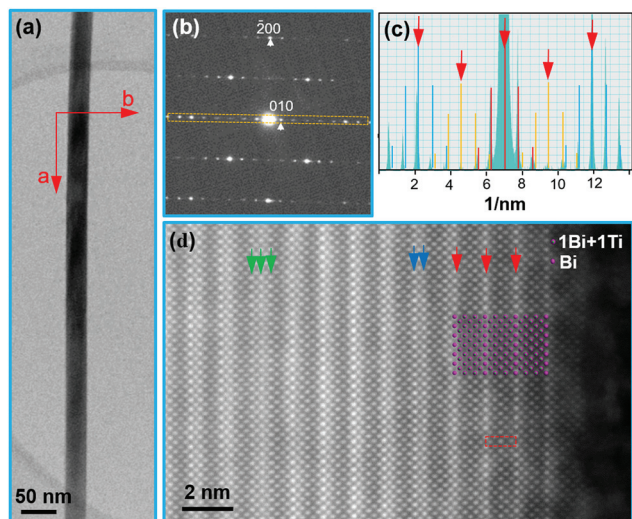 (a)
b
a
50 nm
(b)
2̄00
010
(c)
2 4 6 8 10 12
1/nm
(d)
1Bi+1Ti
Bi
2 nm